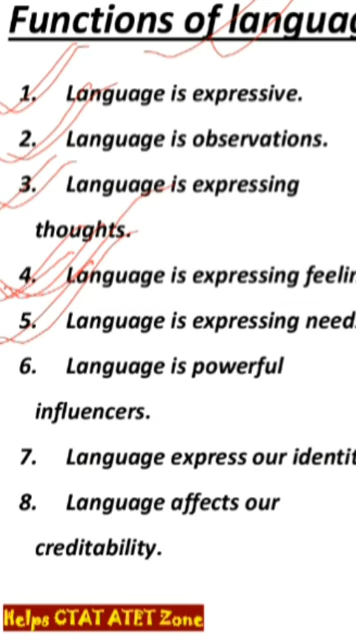 Functions of langua
1. Language is expressive.
2. Language is observations.
3. Language is expressing
thoughts.
4. Language is expressing feelin
5. Language is expressing need
6. Language is powerful
influencers.
7. Language express our identit
8. Language affects our
creditability.
Helps CTAT ATET Zone